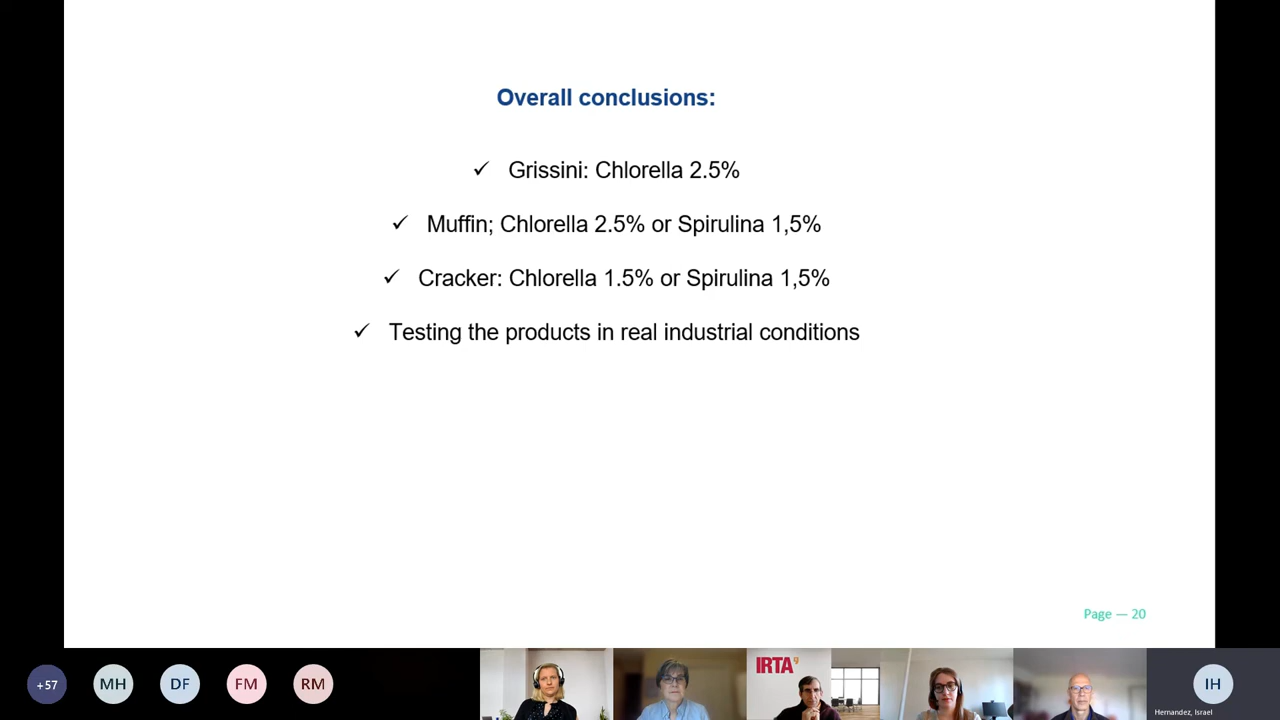 Overall conclusions:
✓ Grissini: Chlorella 2.5%
✓ Muffin; Chlorella 2.5% or Spirulina 1,5%
✓ Cracker: Chlorella 1.5% or Spirulina 1,5%
✓ Testing the products in real industrial conditions
Page — 20
+57
MH
DF
FM
RM
IRTA
IH
Hernandez, Israel